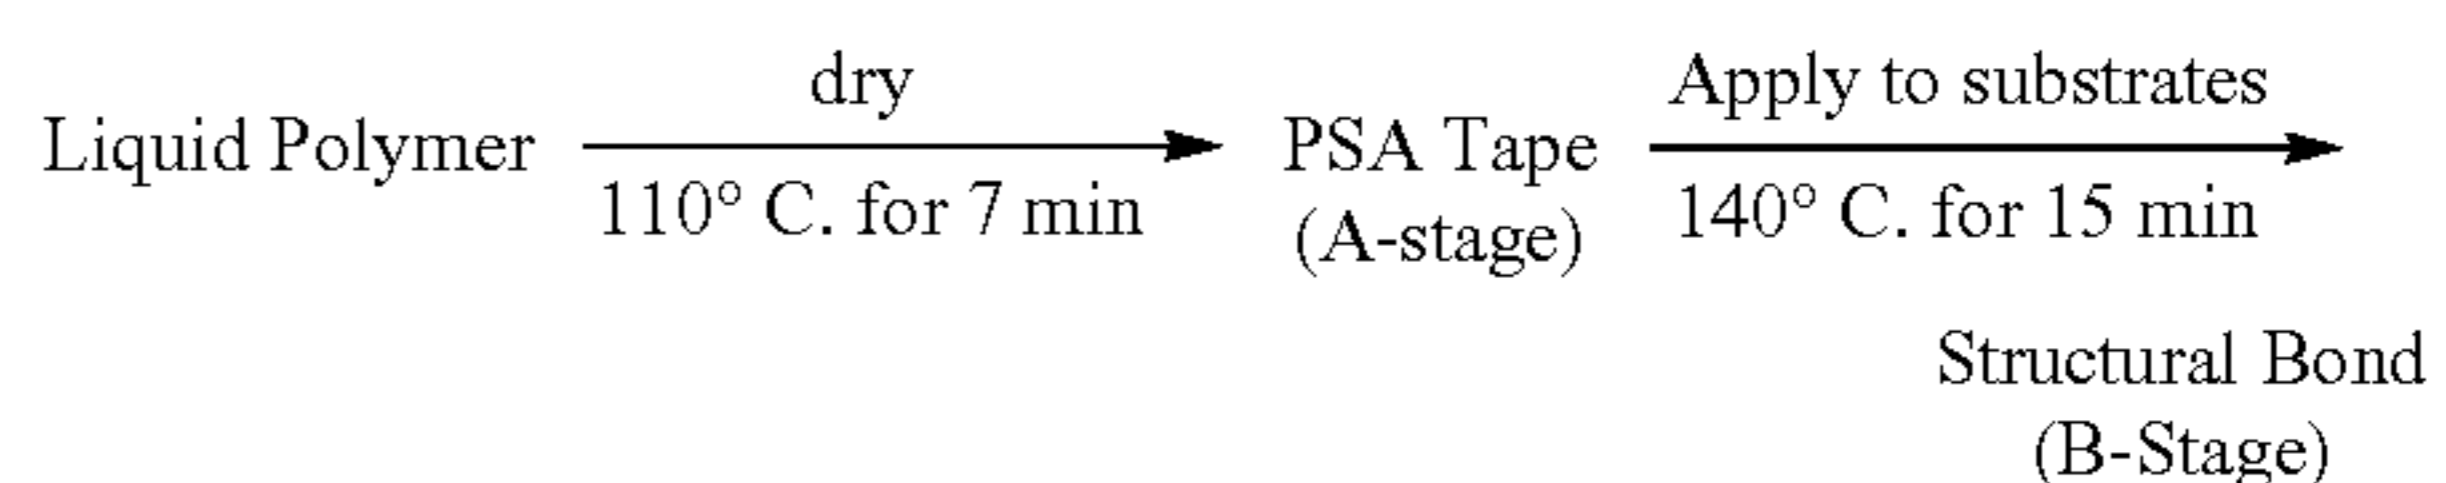 dry
Apply to substrates
Liquid Polymer
PSA Tape
110° C. for 7 min
(A-stage)
140° C. for 15 min
Structural Bond
(B-Stage)